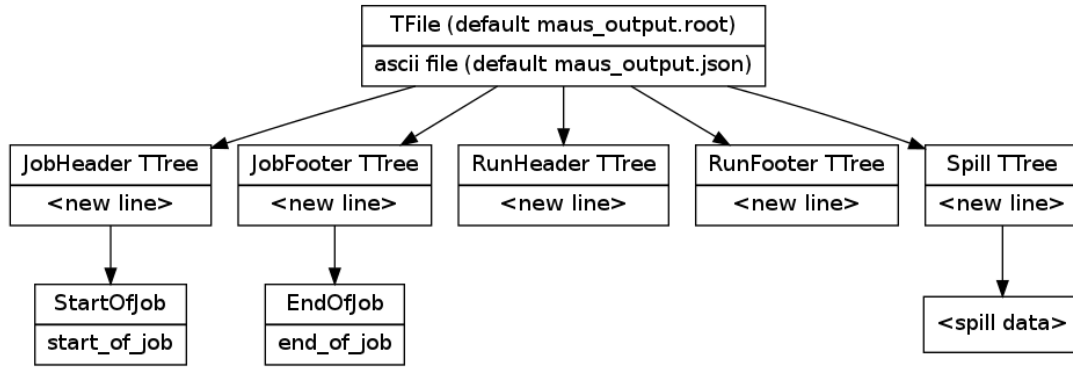 TFile (default maus_output.root)
ascii file (default maus_output.json)
JobHeader TTree
<new line>
JobFooter TTree
<new line>
RunHeader TTree
<new line>
RunFooter TTree
<new line>
Spill TTree
<new line>
StartOfJob
start_of_job
EndOfJob
end_of_job
<spill data>